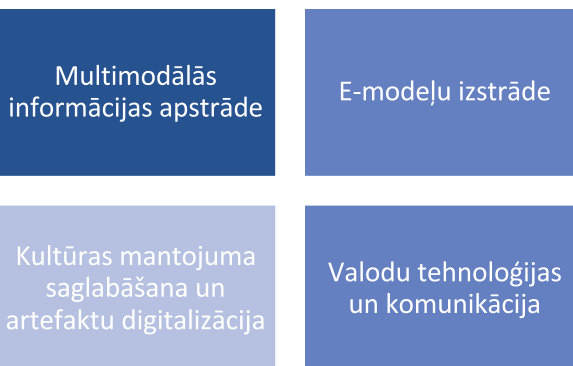 Multimodālās
informācijas apstrāde
E-modeļu izstrāde
Kultūras mantojuma
saglabāšana un
artefaktu digitalizācija
Valodu tehnoloģijas
un komunikācija